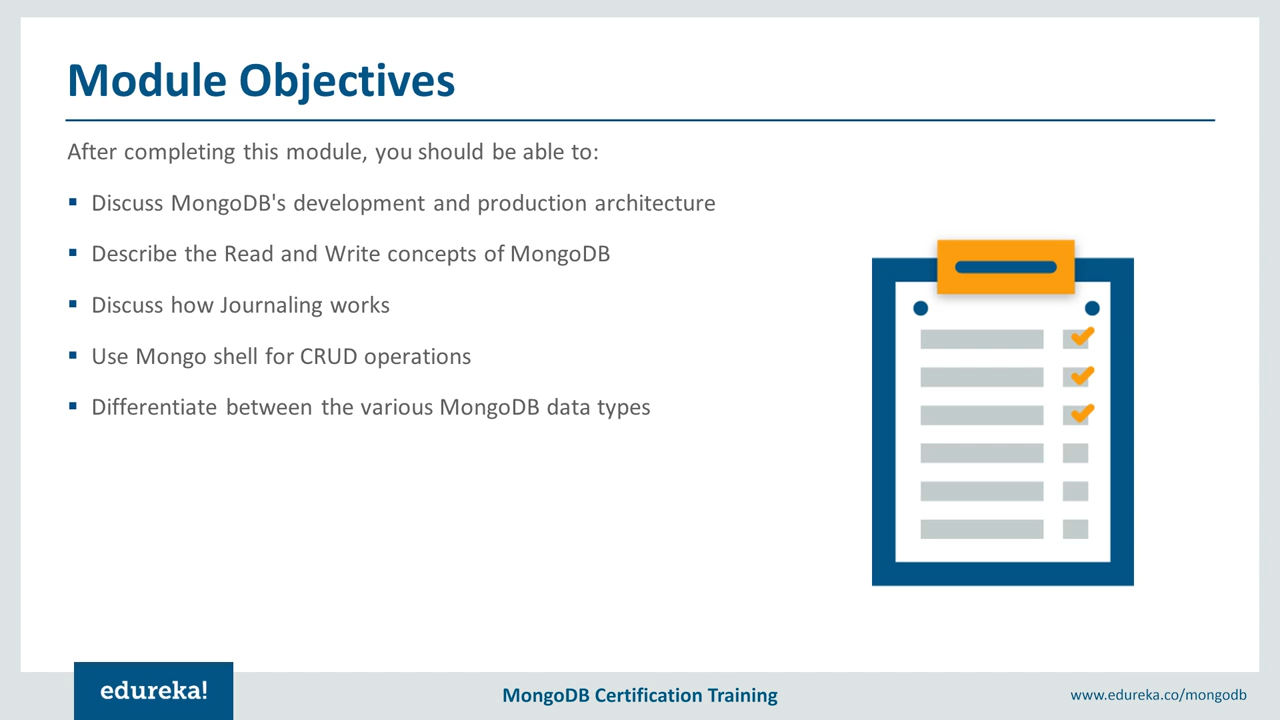 Module Objectives
After completing this module, you should be able to:
▪ Discuss MongoDB's development and production architecture
▪ Describe the Read and Write concepts of MongoDB
▪ Discuss how Journaling works
▪ Use Mongo shell for CRUD operations
▪ Differentiate between the various MongoDB data types
edureka!
MongoDB Certification Training
www.edureka.co/mongodb